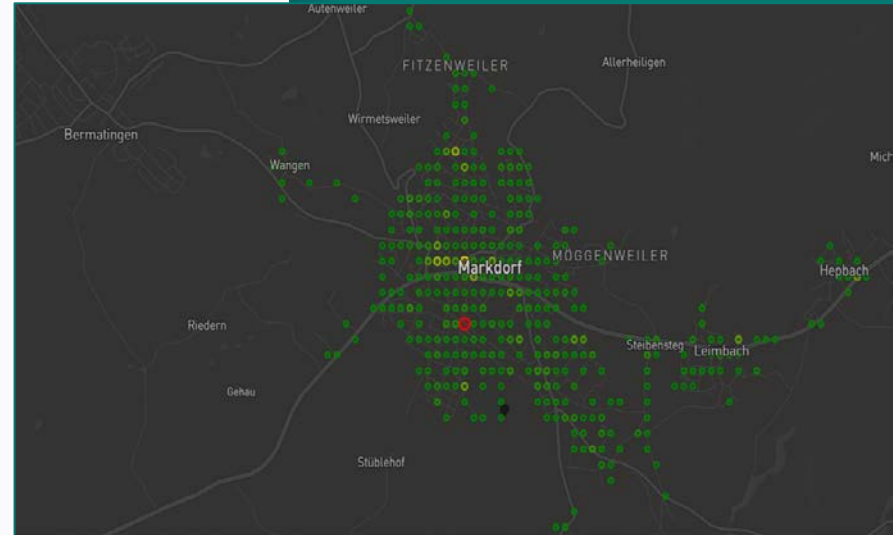 Autenweiler
FITZENWEILER
Allerheiligen
Wirmetsweiler
Bermatingen
Mich
Wangen
MÖGGENWEILER
Markdorf
Hepbach
Riedern
Steibensteg
Leimbach
Gehau
Stüblehof